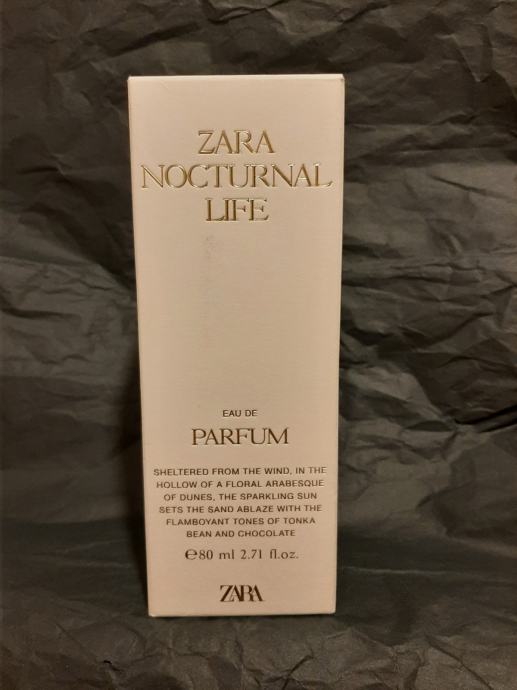 ZARA
NOCTURNAL
LIFE
EAU DE
PARFUM
SHELTERED FROM THE WIND, IN THE
HOLLOW OF A FLORAL ARABESQUE
OF DUNES, THE SPARKLING SUN
SETS THE SAND ABLAZE WITH THE
FLAMBOYANT TONES OF TONKA
BEAN AND CHOCOLATE
℮80 ml 2.71 fl.oz.
ZARA